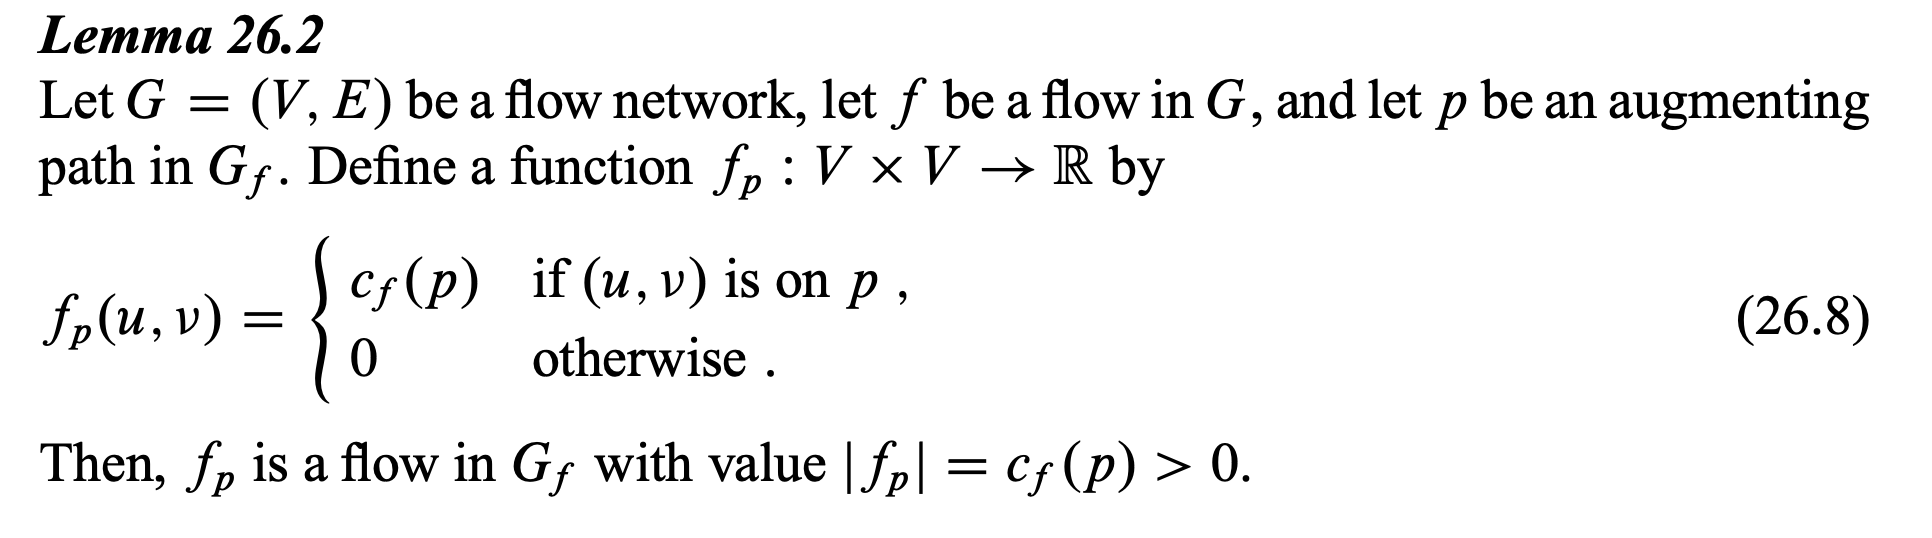 Lemma 26.2
Let G = (V, E) be a flow network, let f be a flow in G, and let p be an augmenting
path in G_f. Define a function f_p : V × V → ℝ by
f_p(u, v) = { c_f(p) if (u, v) is on p ,
0 otherwise .
(26.8)
Then, f_p is a flow in G_f with value |f_p| = c_f(p) > 0.